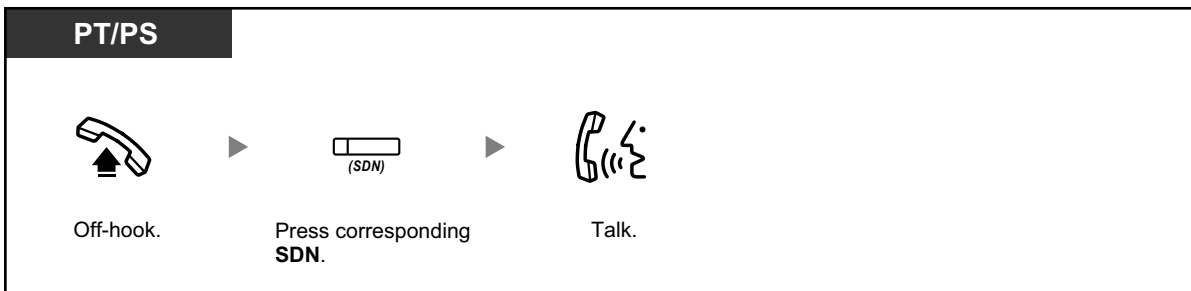 PT/PS
(SDN)
Off-hook.
Press corresponding
SDN.
Talk.